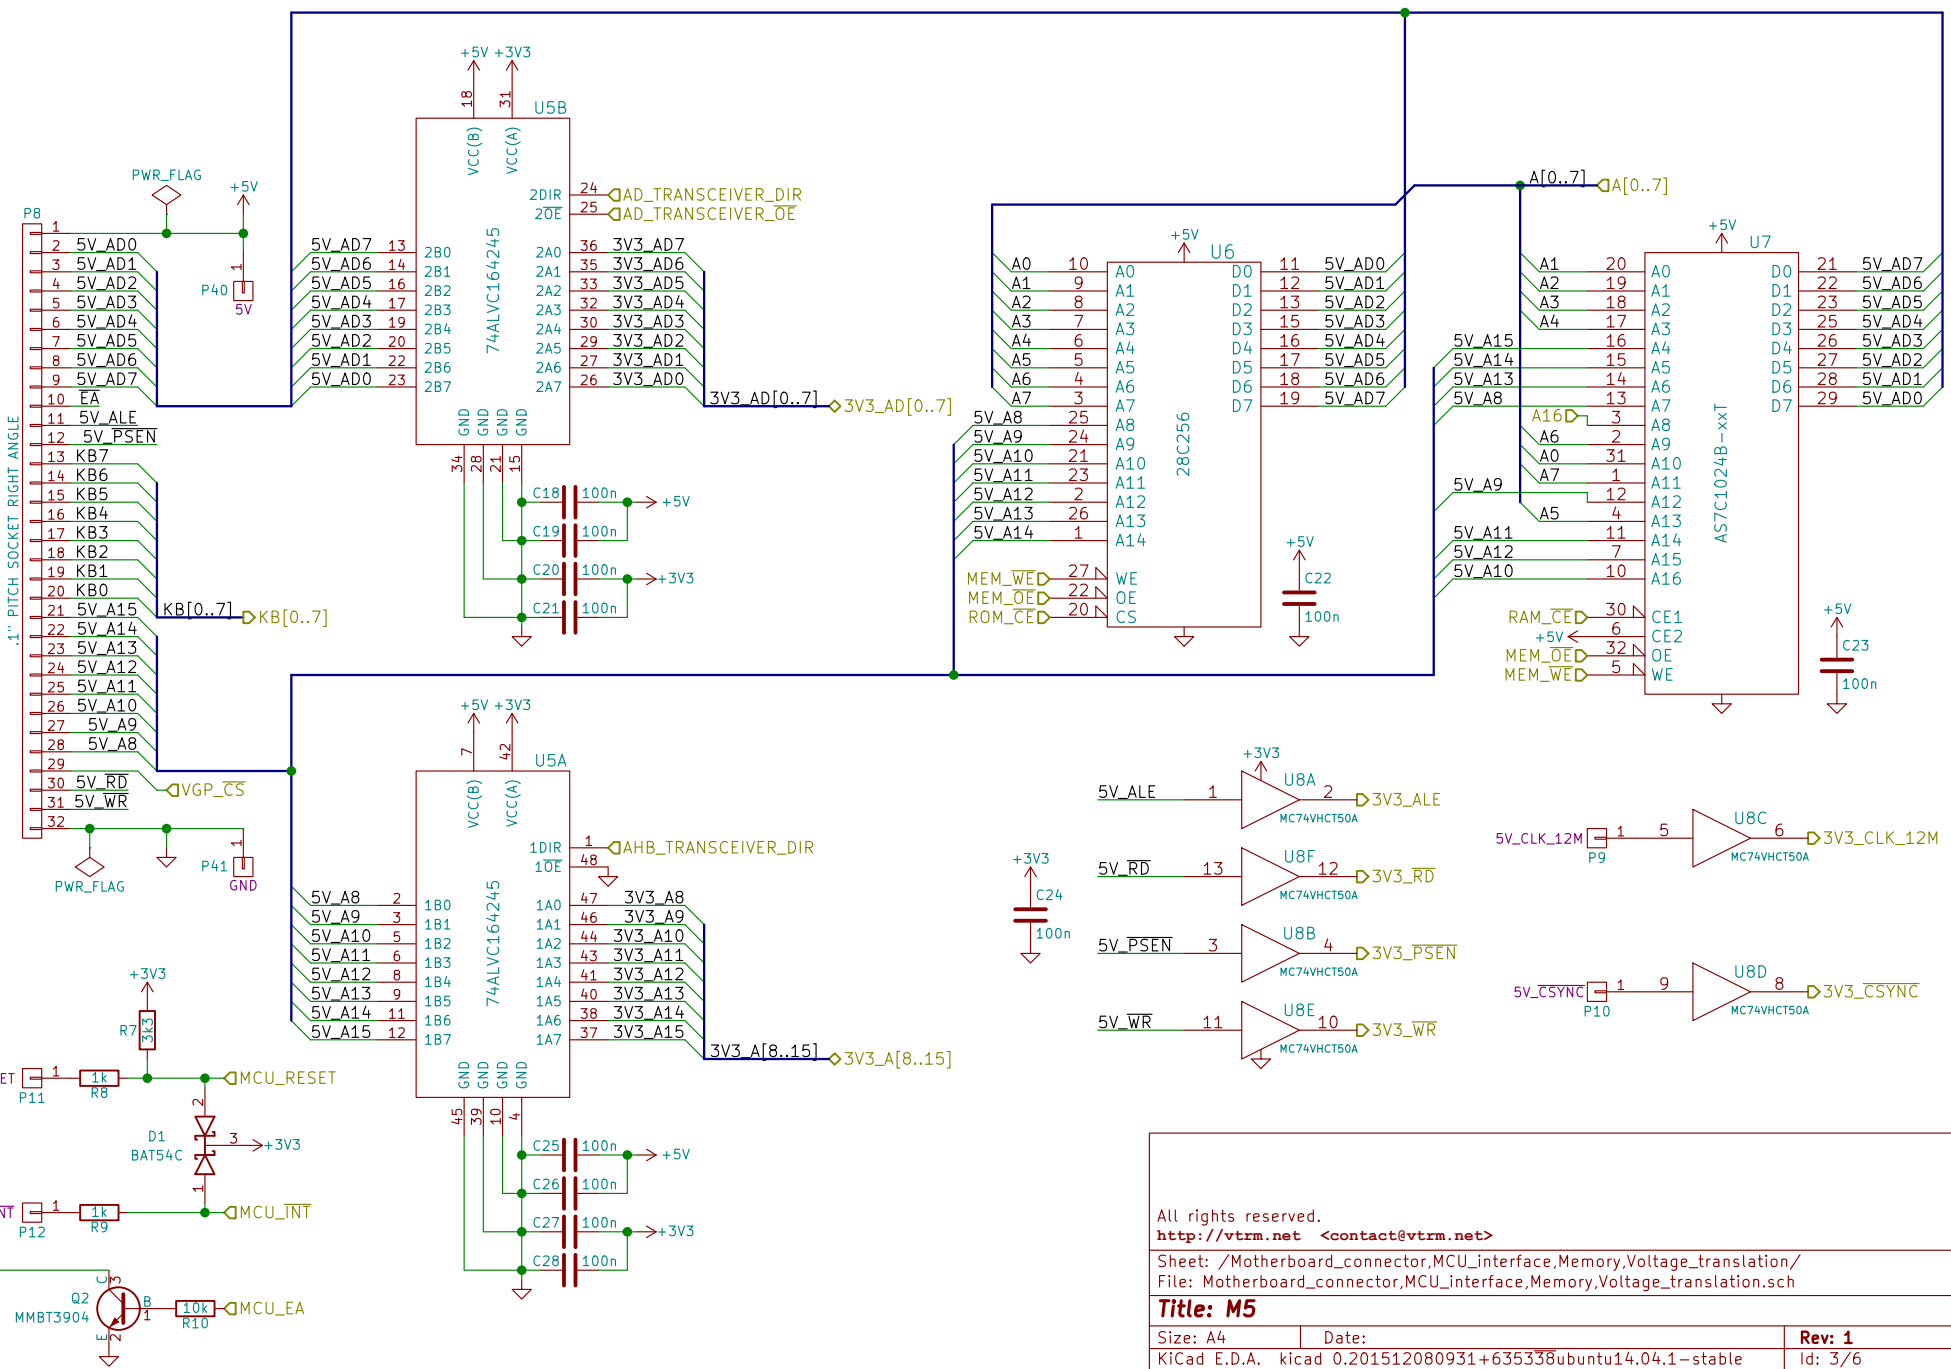 P8
.1" PITCH SOCKET RIGHT ANGLE
PWR_FLAG
+5V
1
2 5V_AD0
3 5V_AD1
4 5V_AD2
5 5V_AD3
6 5V_AD4
7 5V_AD5
8 5V_AD6
9 5V_AD7
10 EA
11 5V_ALE
12 5V_PSEN
13 KB7
14 KB6
15 KB5
16 KB4
17 KB3
18 KB2
19 KB1
20 KB0
21 5V_A15
22 5V_A14
23 5V_A13
24 5V_A12
25 5V_A11
26 5V_A10
27 5V_A9
28 5V_A8
29
30 5V_RD
31 5V_WR
32
P40 1
5V
KB[0..7] KB[0..7]
VGP_CS
PWR_FLAG
P41 1
GND
+5V +3V3
18 31
U5B
VCC(B) VCC(A)
74ALVC164245
2DIR 24 AD_TRANSCEIVER_DIR
2OE 25 AD_TRANSCEIVER_OE
5V_AD7 13 2B0 2A0 36 3V3_AD7
5V_AD6 14 2B1 2A1 35 3V3_AD6
5V_AD5 16 2B2 2A2 33 3V3_AD5
5V_AD4 17 2B3 2A3 32 3V3_AD4
5V_AD3 19 2B4 2A4 30 3V3_AD3
5V_AD2 20 2B5 2A5 29 3V3_AD2
5V_AD1 22 2B6 2A6 27 3V3_AD1
5V_AD0 23 2B7 2A7 26 3V3_AD0
3V3_AD[0..7] 3V3_AD[0..7]
GND GND GND GND
34 28 21 15
C18 100n +5V
C19 100n
C20 100n +3V3
C21 100n
+5V +3V3
7 42
U5A
VCC(B) VCC(A)
74ALVC164245
1DIR 1 AHB_TRANSCEIVER_DIR
1OE 48
5V_A8 2 1B0 1A0 47 3V3_A8
5V_A9 3 1B1 1A1 46 3V3_A9
5V_A10 5 1B2 1A2 44 3V3_A10
5V_A11 6 1B3 1A3 43 3V3_A11
5V_A12 8 1B4 1A4 41 3V3_A12
5V_A13 9 1B5 1A5 40 3V3_A13
5V_A14 11 1B6 1A6 38 3V3_A14
5V_A15 12 1B7 1A7 37 3V3_A15
3V3_A[8..15] 3V3_A[8..15]
GND GND GND GND
45 39 10 4
C25 100n +5V
C26 100n
C27 100n +3V3
C28 100n
A[0..7] A[0..7]
+5V
U6
28C256
A0 10 A0 D0 11 5V_AD0
A1 9 A1 D1 12 5V_AD1
A2 8 A2 D2 13 5V_AD2
A3 7 A3 D3 15 5V_AD3
A4 6 A4 D4 16 5V_AD4
A5 5 A5 D5 17 5V_AD5
A6 4 A6 D6 18 5V_AD6
A7 3 A7 D7 19 5V_AD7
5V_A8 25 A8
5V_A9 24 A9
5V_A10 21 A10
5V_A11 23 A11
5V_A12 2 A12
5V_A13 26 A13
5V_A14 1 A14
MEM_WE 27 WE
MEM_OE 22 OE
ROM_CE 20 CS
+5V
C22
100n
+5V
U7
AS7C1024B-xxT
A1 20 A0 D0 21 5V_AD7
A2 19 A1 D1 22 5V_AD6
A3 18 A2 D2 23 5V_AD5
A4 17 A3 D3 25 5V_AD4
5V_A15 16 A4 D4 26 5V_AD3
5V_A14 15 A5 D5 27 5V_AD2
5V_A13 14 A6 D6 28 5V_AD1
5V_A8 13 A7 D7 29 5V_AD0
A16 3 A8
A6 2 A9
A0 31 A10
A7 1 A11
5V_A9 12 A12
A5 4 A13
5V_A11 11 A14
5V_A12 7 A15
5V_A10 10 A16
RAM_CE 30 CE1
+5V 6 CE2
MEM_OE 32 OE
MEM_WE 5 WE
+5V
C23
100n
+3V3
U8A
5V_ALE 1 2 3V3_ALE
MC74VHCT50A
U8F
5V_RD 13 12 3V3_RD
MC74VHCT50A
U8B
5V_PSEN 3 4 3V3_PSEN
MC74VHCT50A
U8E
5V_WR 11 10 3V3_WR
MC74VHCT50A
+3V3
C24
100n
U8C
5V_CLK_12M 1 5 6 3V3_CLK_12M
P9
MC74VHCT50A
U8D
5V_CSYNC 1 9 8 3V3_CSYNC
P10
MC74VHCT50A
+3V3
R7 3k3
ET 1 1k MCU_RESET
P11 R8
2
D1 3 +3V3
BAT54C
1
NT 1 1k MCU_INT
P12 R9
C 3
Q2 B 10k MCU_EA
MMBT3904 1 R10
E 2
All rights reserved.
http://vtrm.net <contact@vtrm.net>
Sheet: /Motherboard_connector,MCU_interface,Memory,Voltage_translation/
File: Motherboard_connector,MCU_interface,Memory,Voltage_translation.sch
Title: M5
Size: A4 Date: Rev: 1
KiCad E.D.A. kicad 0.201512080931+635338ubuntu14.04.1-stable Id: 3/6